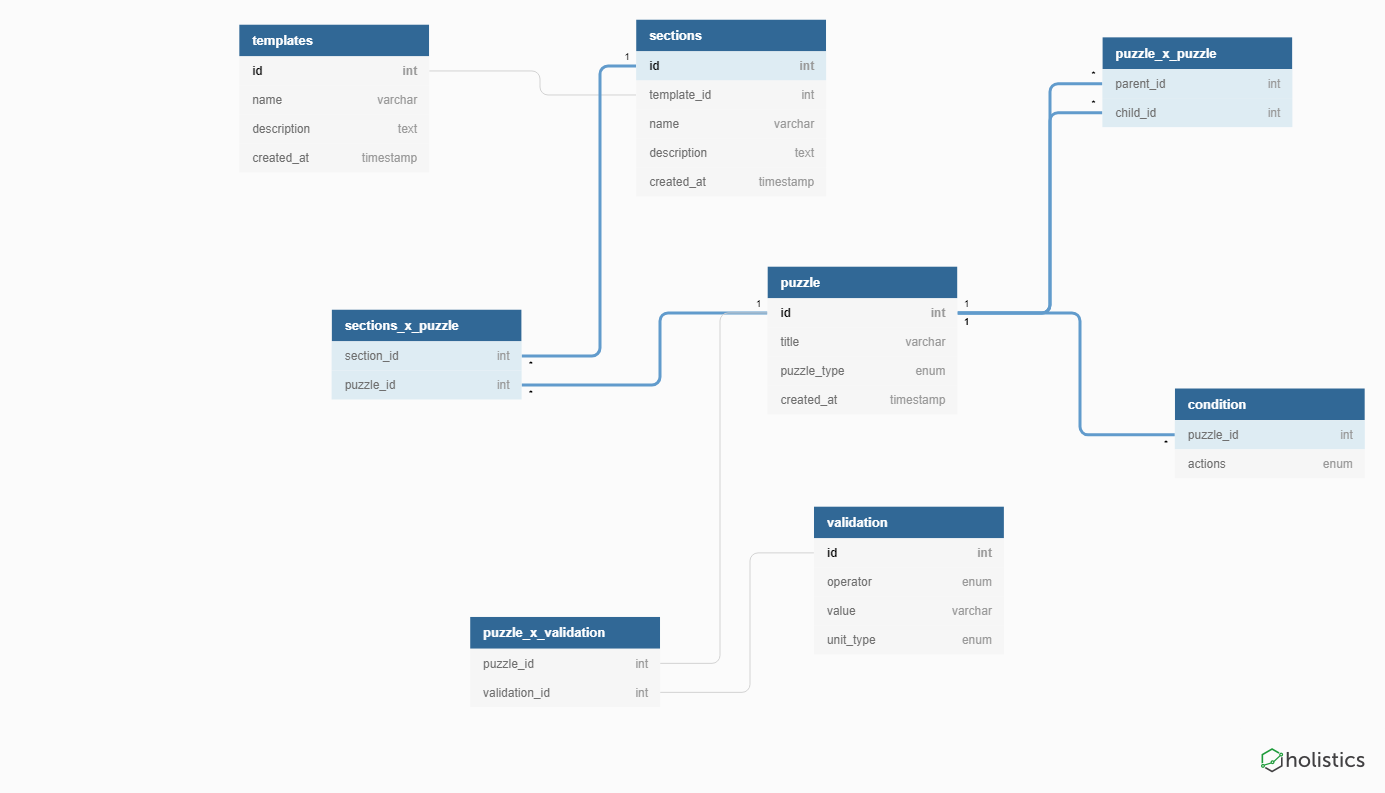 templates
id int
name varchar
description text
created_at timestamp
sections
1
id int
template_id int
name varchar
description text
created_at timestamp
puzzle_x_puzzle
*
parent_id int
*
child_id int
puzzle
1
1
id int
1
title varchar
puzzle_type enum
created_at timestamp
sections_x_puzzle
section_id int
*
puzzle_id int
*
condition
puzzle_id int
*
actions enum
validation
id int
operator enum
value varchar
unit_type enum
puzzle_x_validation
puzzle_id int
validation_id int
holistics